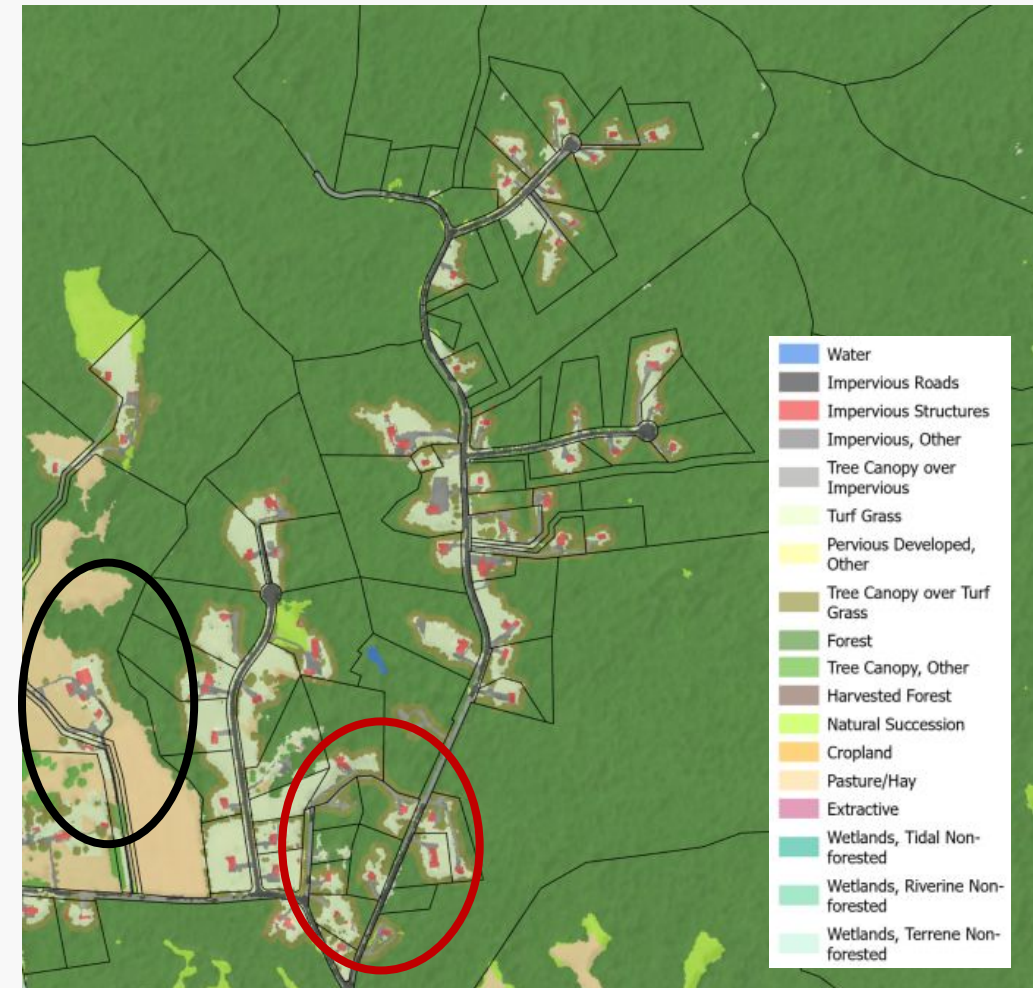 Water
Impervious Roads
Impervious Structures
Impervious, Other
Tree Canopy over
Impervious
Turf Grass
Pervious Developed,
Other
Tree Canopy over Turf
Grass
Forest
Tree Canopy, Other
Harvested Forest
Natural Succession
Cropland
Pasture/Hay
Extractive
Wetlands, Tidal Non-
forested
Wetlands, Riverine Non-
forested
Wetlands, Terrene Non-
forested